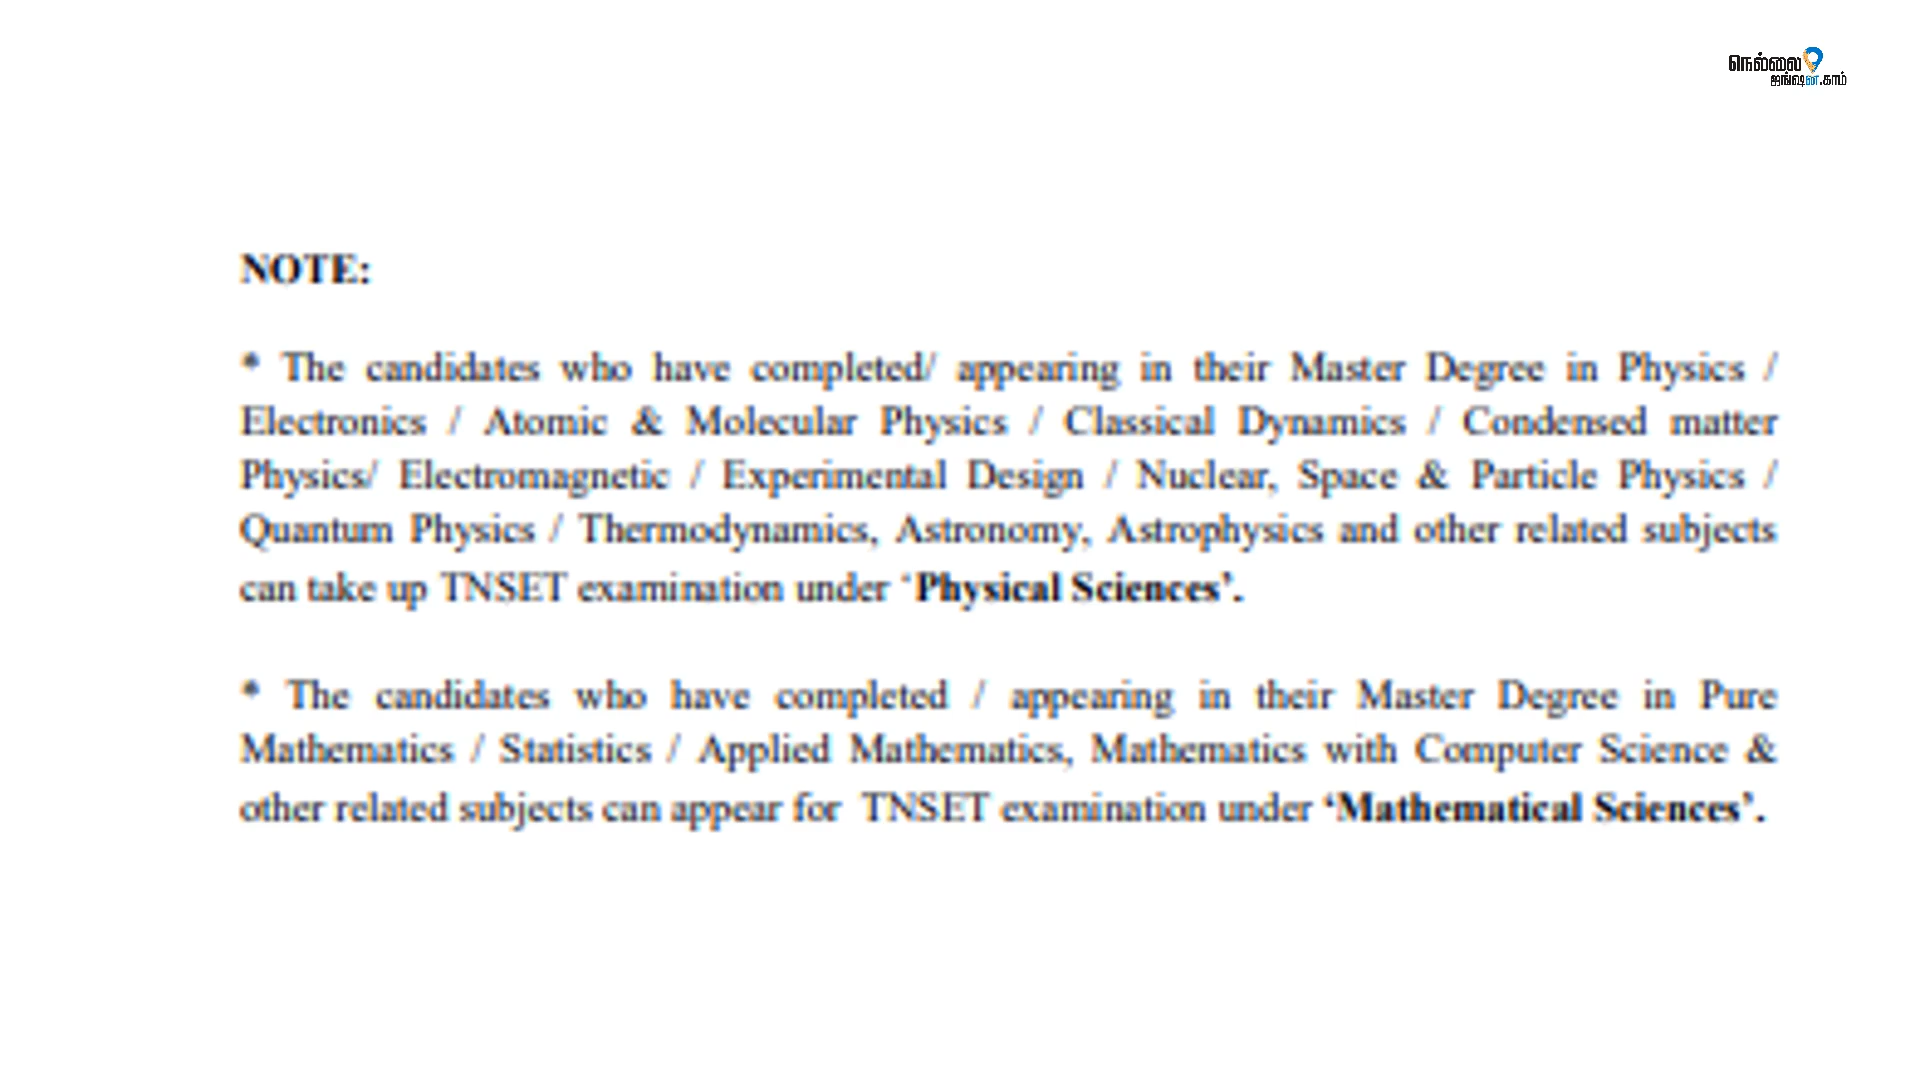 நெல்லை
ஜங்ஷன.காம்
NOTE:
* The candidates who have completed/ appearing in their Master Degree in Physics /
Electronics / Atomic & Molecular Physics / Classical Dynamics / Condensed matter
Physics/ Electromagnetic / Experimental Design / Nuclear, Space & Particle Physics /
Quantum Physics / Thermodynamics, Astronomy, Astrophysics and other related subjects
can take up TNSET examination under ‘Physical Sciences’.
* The candidates who have completed / appearing in their Master Degree in Pure
Mathematics / Statistics / Applied Mathematics, Mathematics with Computer Science &
other related subjects can appear for TNSET examination under ‘Mathematical Sciences’.